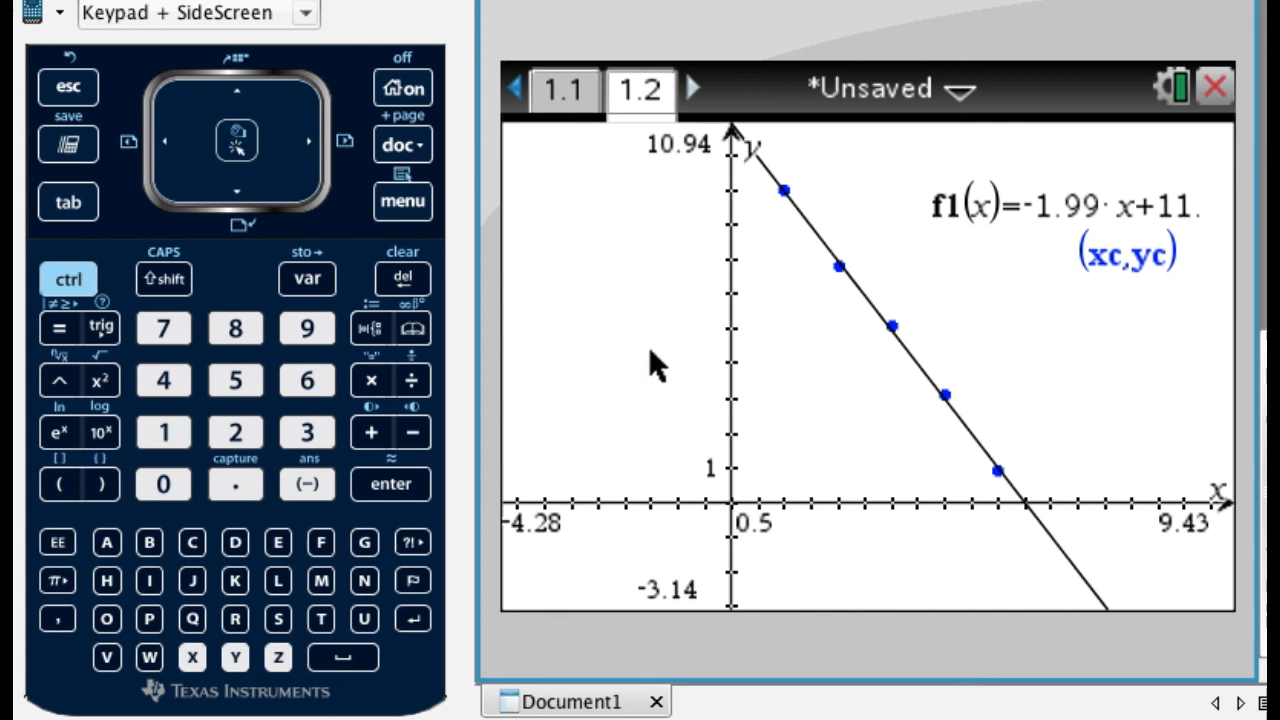 Keypad + SideScreen
off
esc
on
save
+ page
doc
tab
menu
CAPS
sto→
clear
ctrl
⇧shift
var
del
|≠≥▸
?
:=
∞β°
=
trig
7
8
9
ⁿ√x
√
"◦"
÷
^
x²
4
5
6
×
÷
ln
log
eˣ
10ˣ
1
2
3
+
−
[ ]
{ }
capture
ans
≈
(
)
0
.
(−)
enter
EE
A
B
C
D
E
F
G
?!▸
π▸
H
I
J
K
L
M
N
,
O
P
Q
R
S
T
U
↵
V
W
X
Y
Z
TEXAS INSTRUMENTS
1.1
1.2
*Unsaved
10.94
y
f1(x)=-1.99· x+11.
(xc,yc)
1
x
-4.28
0.5
9.43
-3.14
Document1